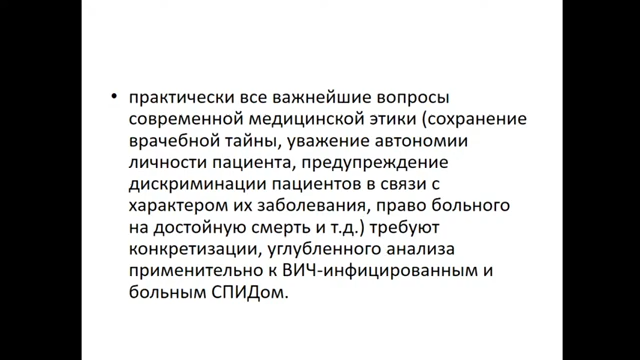 • практически все важнейшие вопросы
современной медицинской этики (сохранение
врачебной тайны, уважение автономии
личности пациента, предупреждение
дискриминации пациентов в связи с
характером их заболевания, право больного
на достойную смерть и т.д.) требуют
конкретизации, углубленного анализа
применительно к ВИЧ-инфицированным и
больным СПИДом.